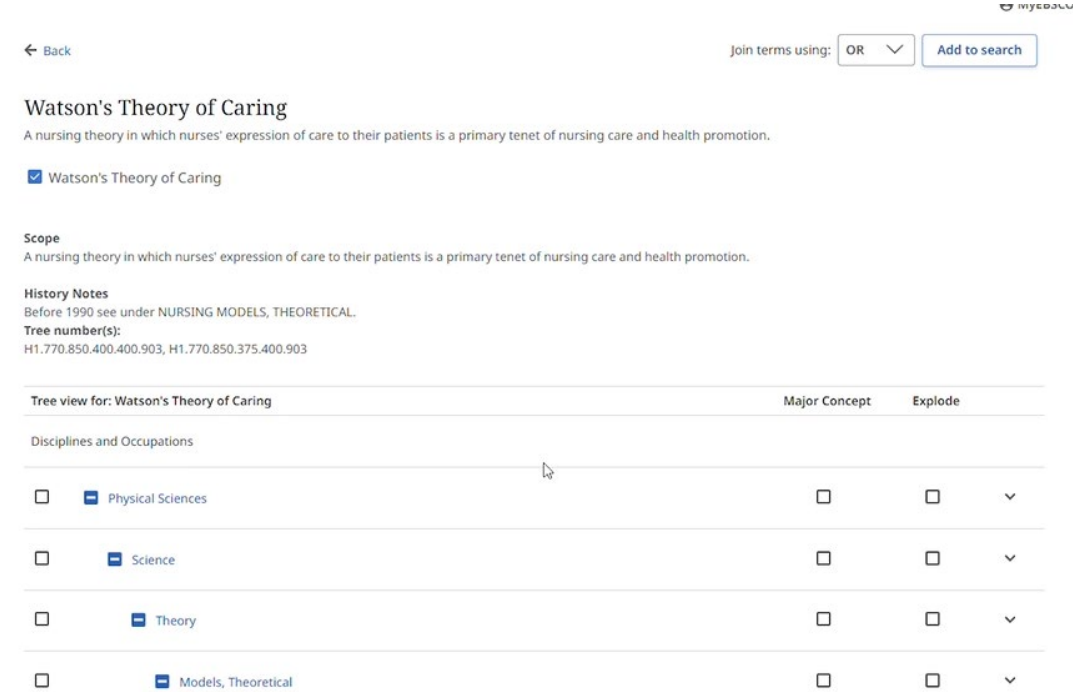 MyEBSCO
← Back
Join terms using: OR Add to search
Watson's Theory of Caring
A nursing theory in which nurses' expression of care to their patients is a primary tenet of nursing care and health promotion.
Watson's Theory of Caring
Scope
A nursing theory in which nurses' expression of care to their patients is a primary tenet of nursing care and health promotion.
History Notes
Before 1990 see under NURSING MODELS, THEORETICAL.
Tree number(s):
H1.770.850.400.400.903, H1.770.850.375.400.903
Tree view for: Watson's Theory of Caring Major Concept Explode
Disciplines and Occupations
Physical Sciences
Science
Theory
Models, Theoretical